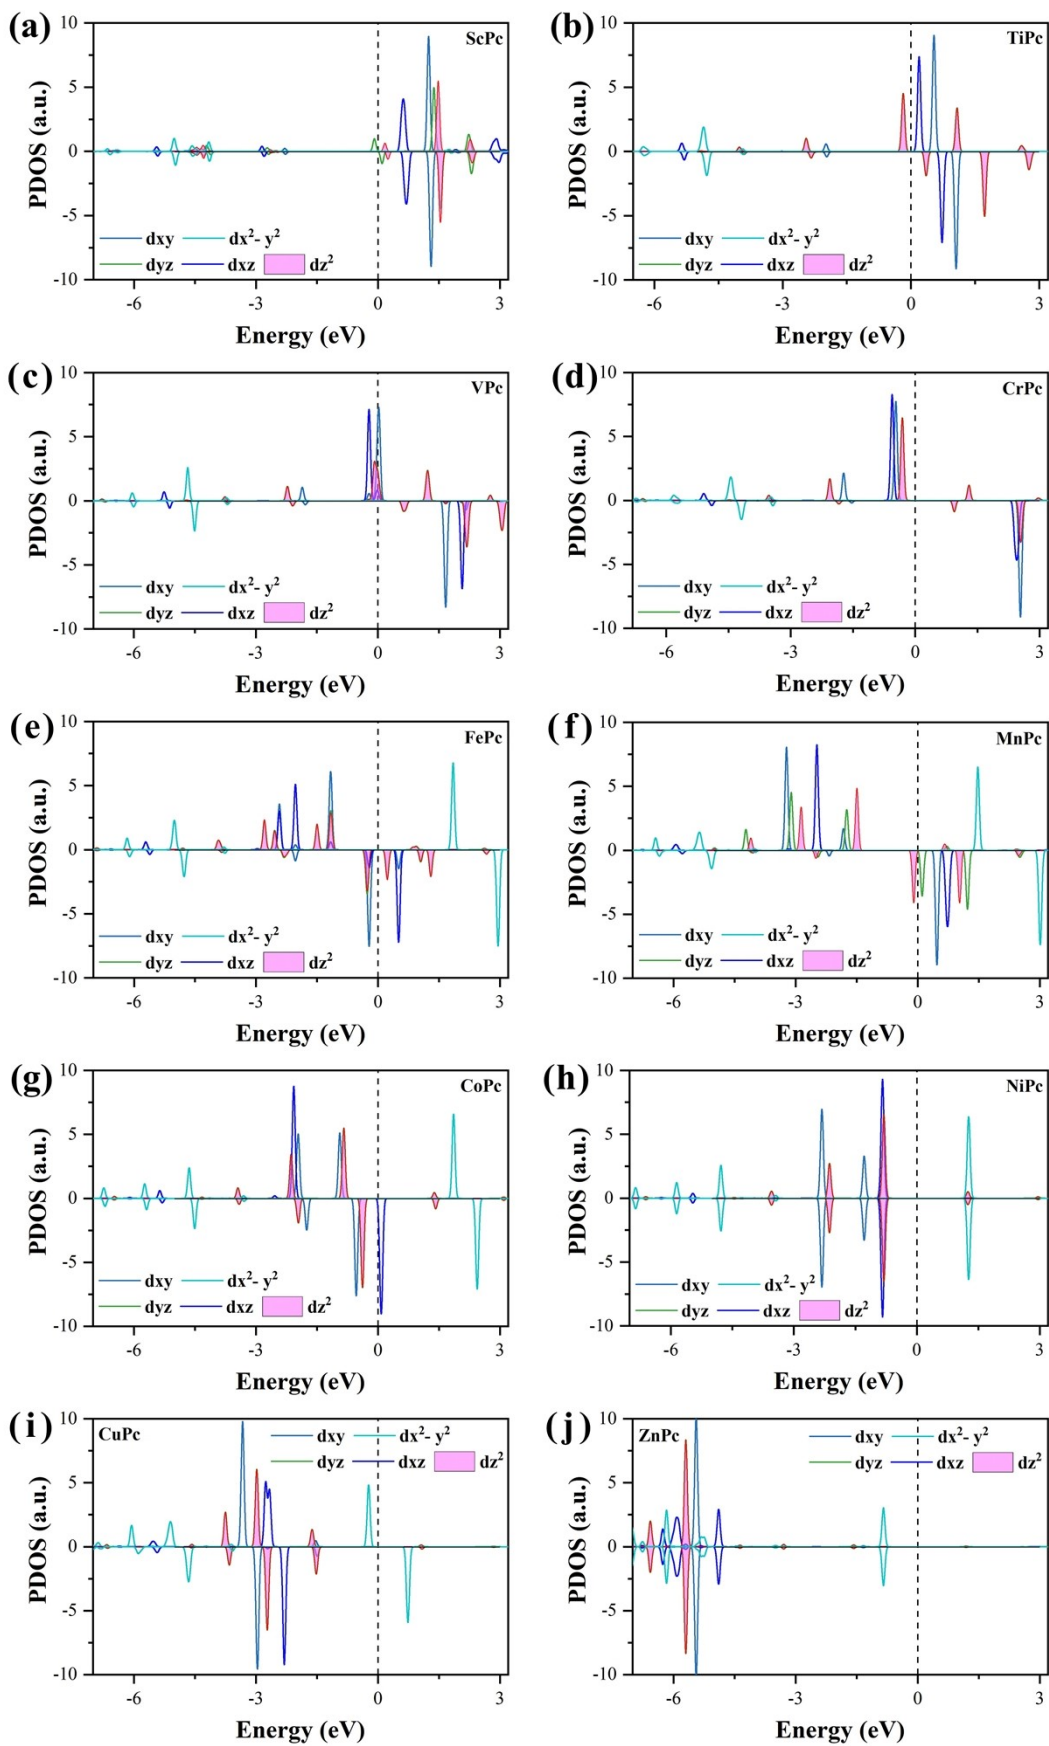 (a)
ScPc
PDOS (a.u.)
10
5
0
-5
-10
dxy dx²- y²
dyz dxz dz²
-6 -3 0 3
Energy (eV)
(b)
TiPc
PDOS (a.u.)
10
5
0
-5
-10
dxy dx²- y²
dyz dxz dz²
-6 -3 0 3
Energy (eV)
(c)
VPc
PDOS (a.u.)
10
5
0
-5
-10
dxy dx²- y²
dyz dxz dz²
-6 -3 0 3
Energy (eV)
(d)
CrPc
PDOS (a.u.)
10
5
0
-5
-10
dxy dx²- y²
dyz dxz dz²
-6 -3 0 3
Energy (eV)
(e)
FePc
PDOS (a.u.)
10
5
0
-5
-10
dxy dx²- y²
dyz dxz dz²
-6 -3 0 3
Energy (eV)
(f)
MnPc
PDOS (a.u.)
10
5
0
-5
-10
dxy dx²- y²
dyz dxz dz²
-6 -3 0 3
Energy (eV)
(g)
CoPc
PDOS (a.u.)
10
5
0
-5
-10
dxy dx²- y²
dyz dxz dz²
-6 -3 0 3
Energy (eV)
(h)
NiPc
PDOS (a.u.)
10
5
0
-5
-10
dxy dx²- y²
dyz dxz dz²
-6 -3 0 3
Energy (eV)
(i)
CuPc
dxy dx²- y²
dyz dxz dz²
PDOS (a.u.)
10
5
0
-5
-10
-6 -3 0 3
Energy (eV)
(j)
ZnPc
dxy dx²- y²
dyz dxz dz²
PDOS (a.u.)
10
5
0
-5
-10
-6 -3 0 3
Energy (eV)